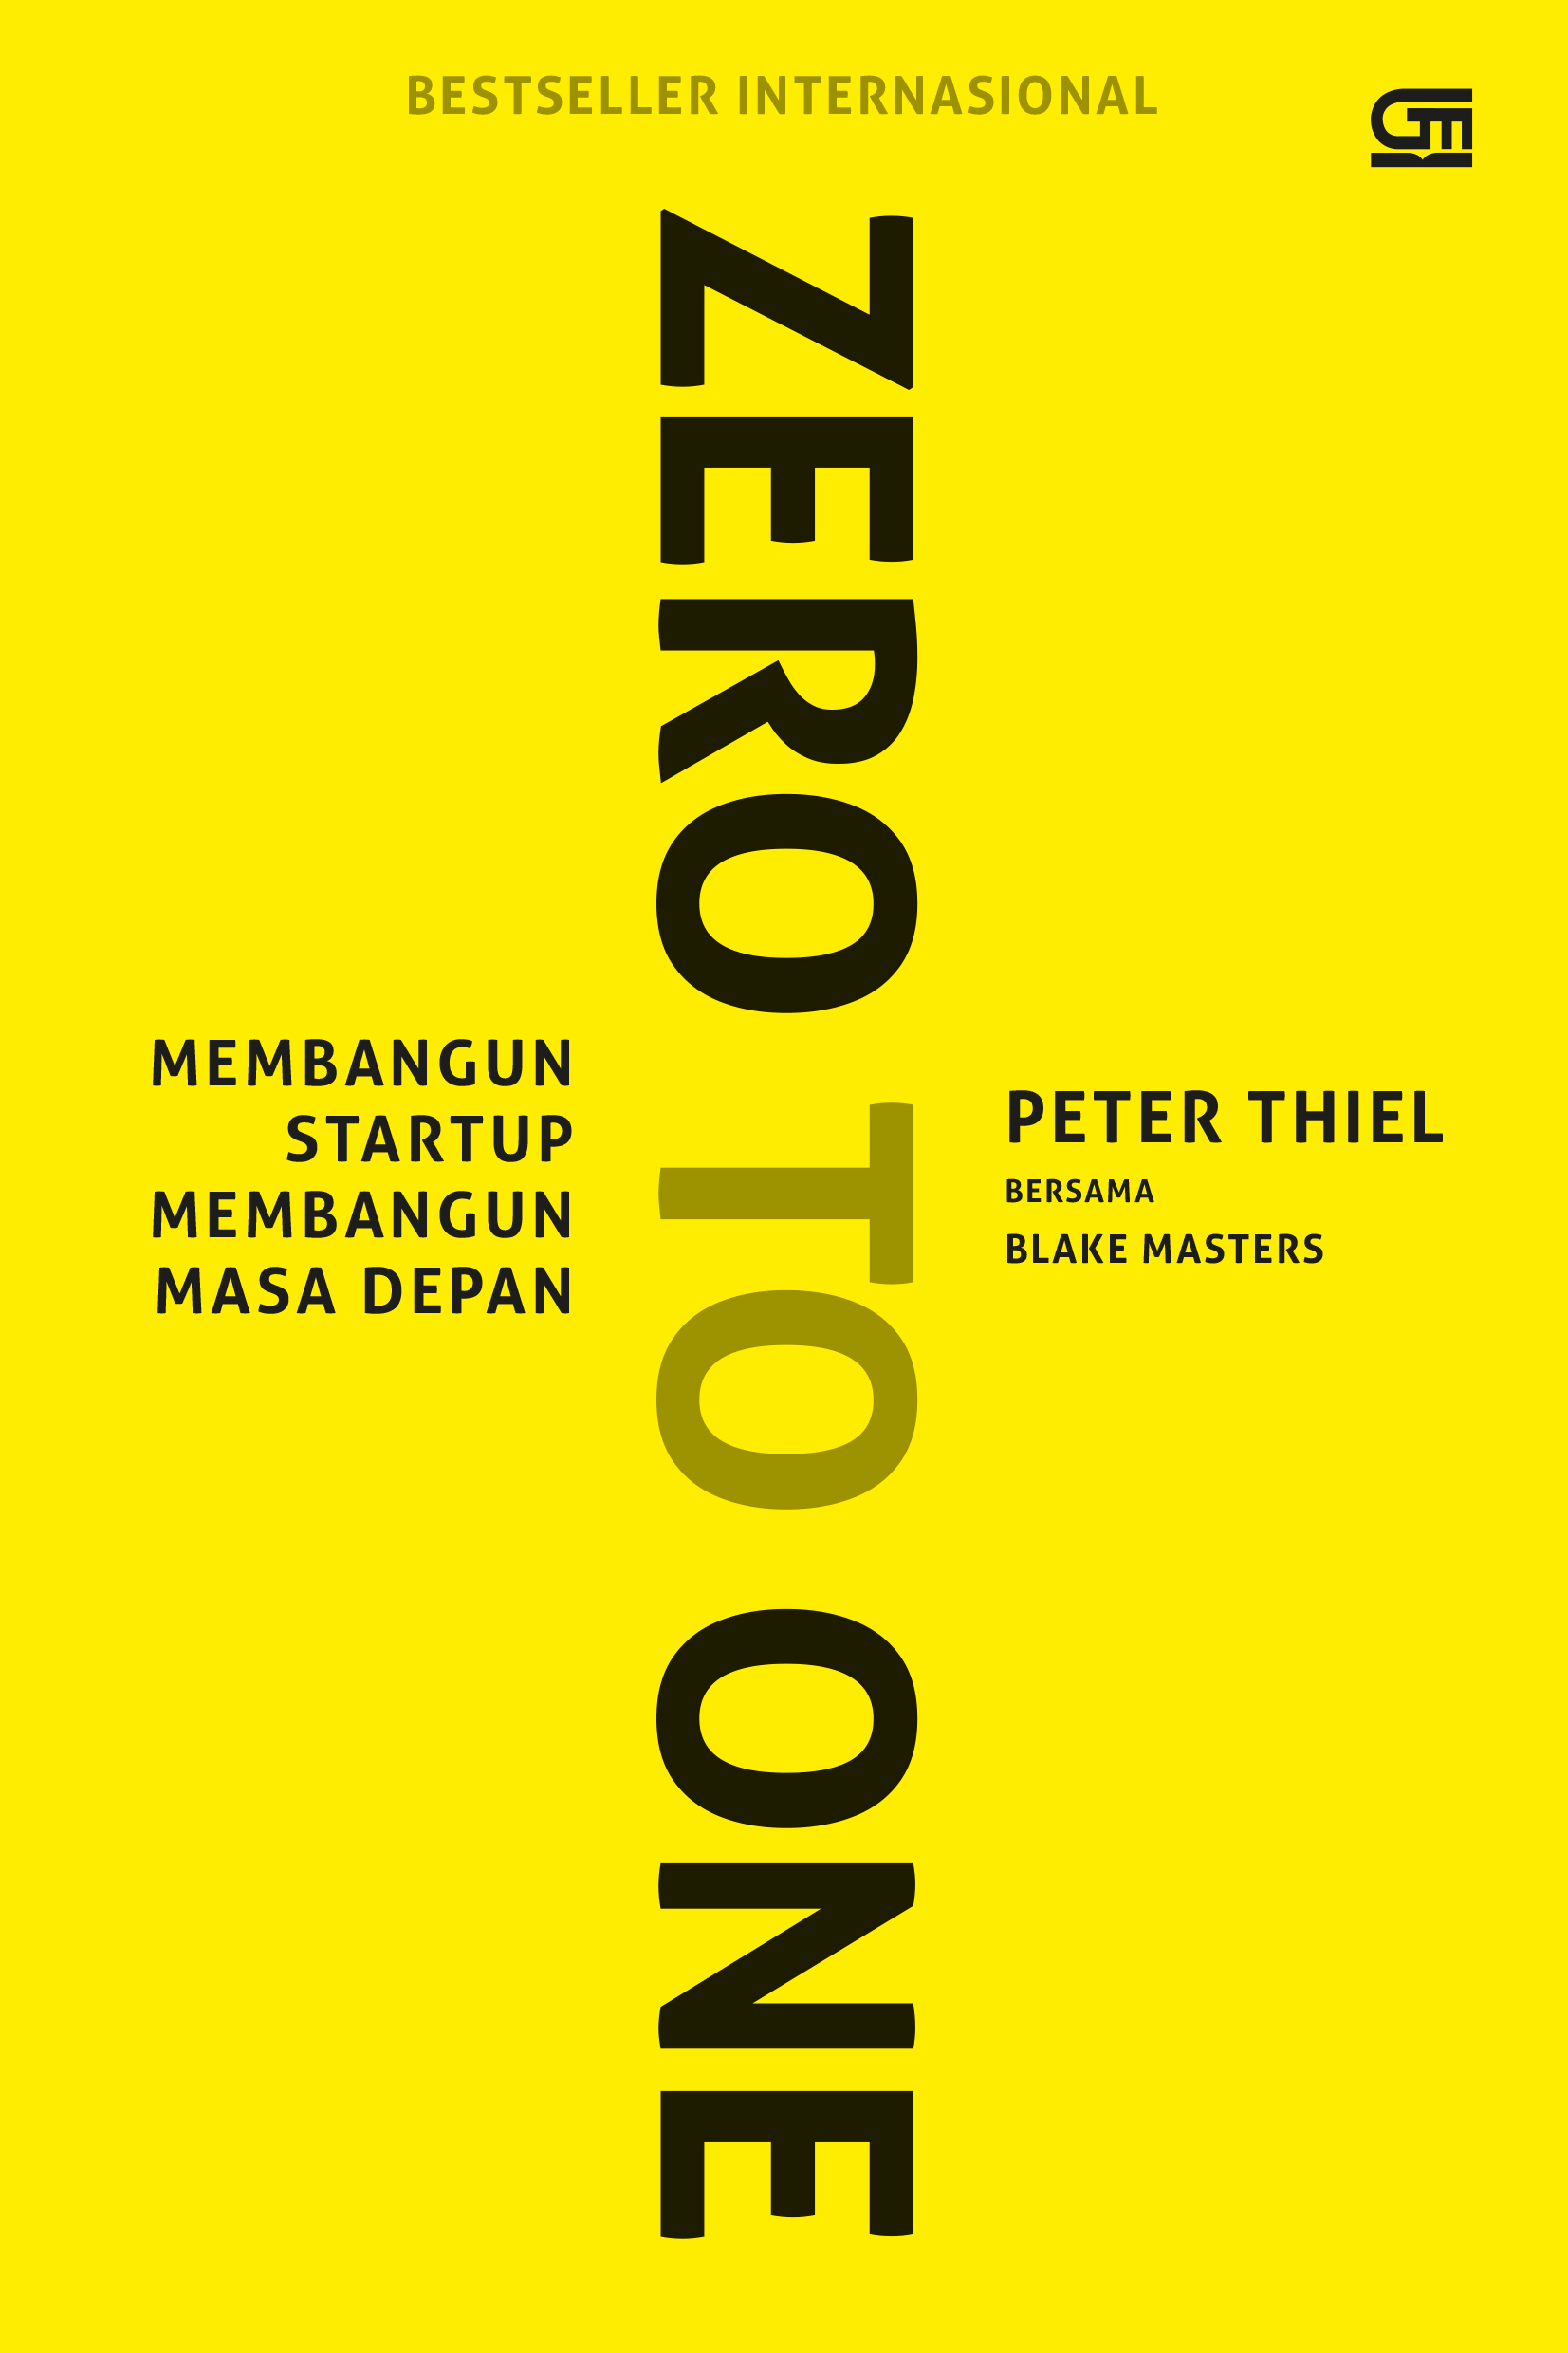 BESTSELLER INTERNASIONAL
ZERO TO ONE
MEMBANGUN
STARTUP
MEMBANGUN
MASA DEPAN
PETER THIEL
BERSAMA
BLAKE MASTERS